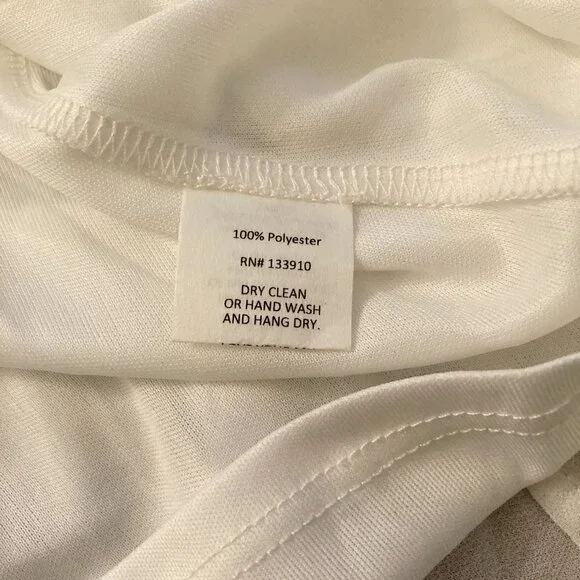 100% Polyester
RN# 133910
DRY CLEAN
OR HAND WASH
AND HANG DRY.